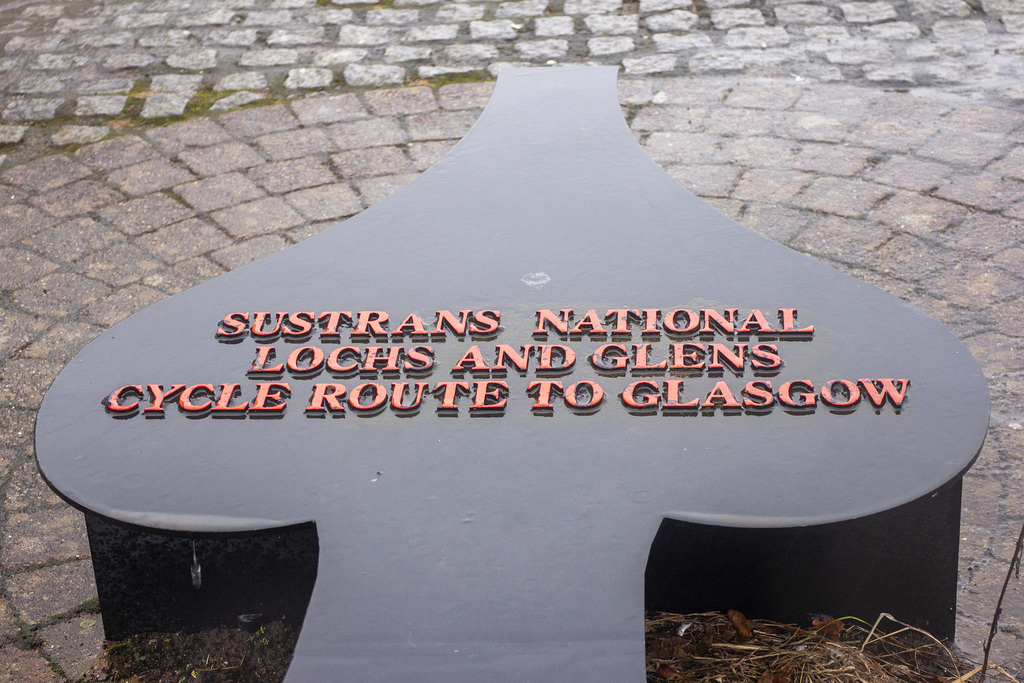 SUSTRANS NATIONAL
LOCHS AND GLENS
CYCLE ROUTE TO GLASGOW